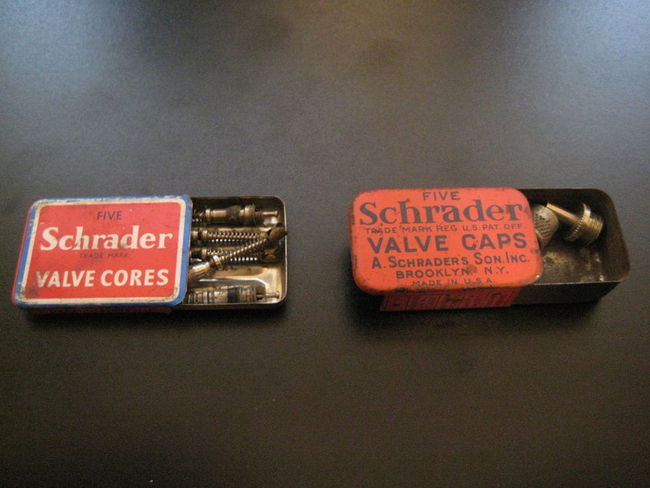 FIVE
Schrader
TRADE MARK
VALVE CORES
FIVE
Schrader
TRADE MARK REG. U.S. PAT. OFF.
VALVE CAPS
A. SCHRADER'S SON, INC.
BROOKLYN, N.Y.
MADE IN U.S.A.